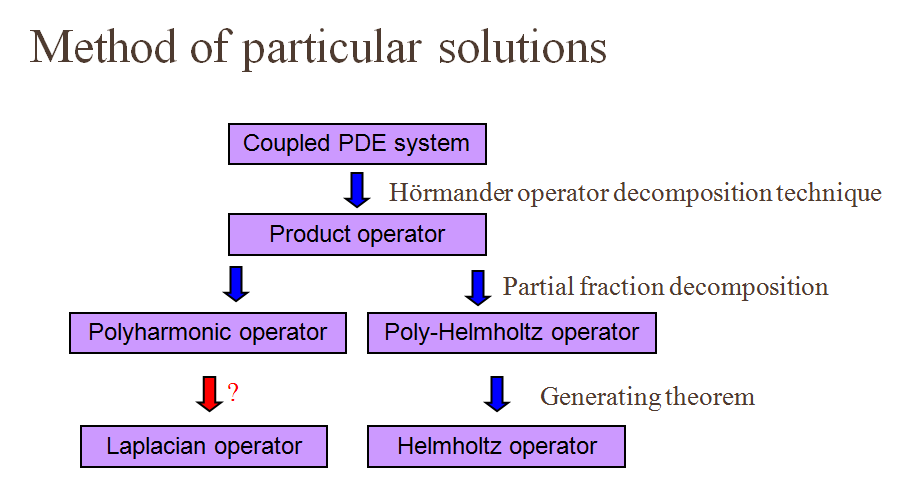 Method of particular solutions
Coupled PDE system
Hörmander operator decomposition technique
Product operator
Partial fraction decomposition
Polyharmonic operator
Poly-Helmholtz operator
?
Generating theorem
Laplacian operator
Helmholtz operator